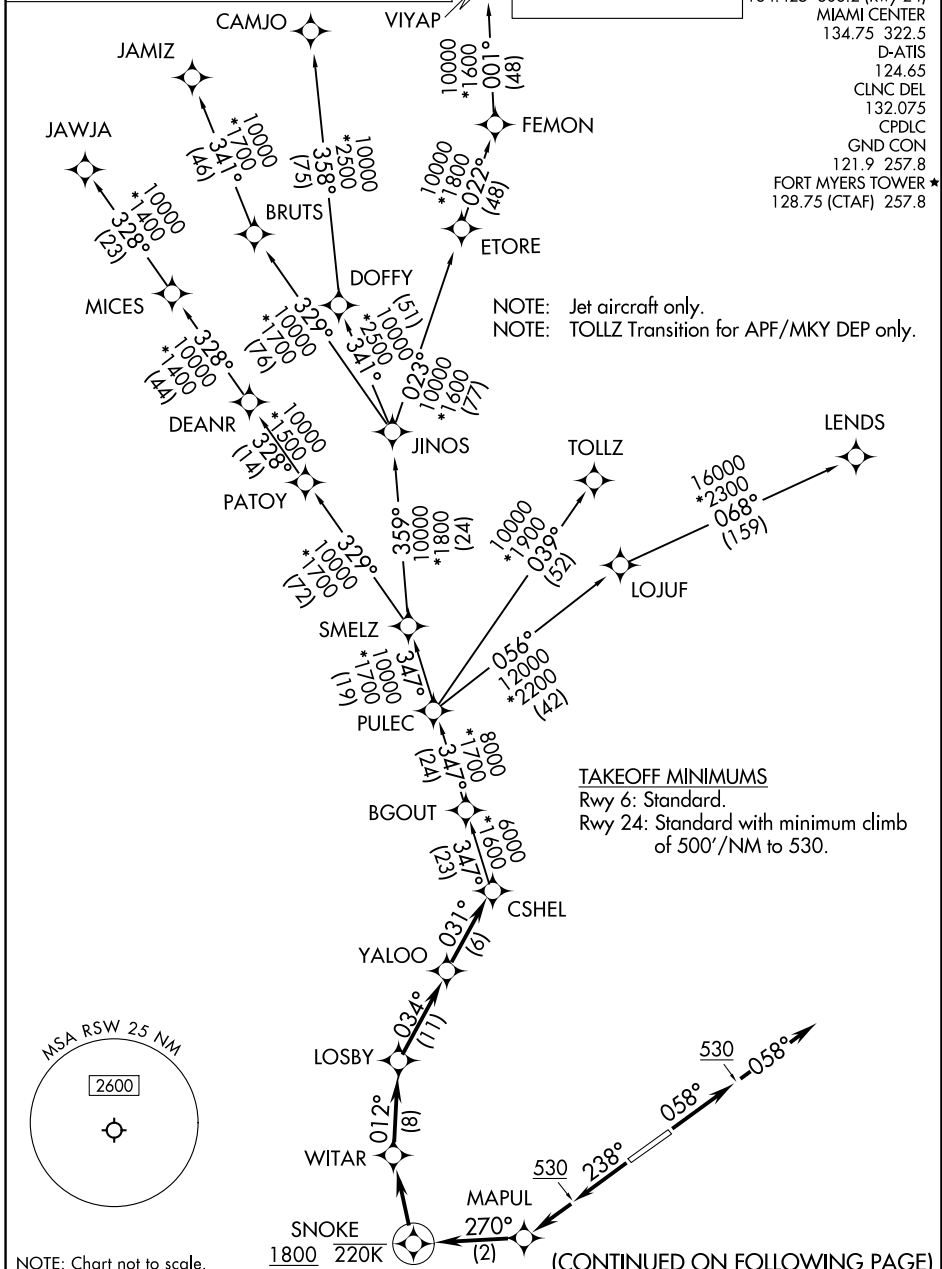 MIAMI CENTER
134.75 322.5
D-ATIS
124.65
CLNC DEL
132.075
CPDLC
GND CON
121.9 257.8
FORT MYERS TOWER ★
128.75 (CTAF) 257.8
VIYAP
10000
*1600
001°
(48)
CAMJO
JAMIZ
JAWJA
FEMON
10000
*2500
358°
(75)
10000
*1700
341°
(46)
10000
*1400
328°
(23)
10000
*1800
022°
(48)
BRUTS
ETORE
MICES
DOFFY
(51)
10000
*2500
341°
329°
10000
*1700
(76)
023°
10000
*1600
(77)
328°
10000
*1400
(44)
NOTE: Jet aircraft only.
NOTE: TOLLZ Transition for APF/MKY DEP only.
DEANR
JINOS
TOLLZ
LENDS
10000
*1500
328°
(14)
PATOY
16000
*2300
068°
(159)
359°
10000
*1800
(24)
10000
*1900
039°
(52)
329°
10000
*1700
(72)
LOJUF
SMELZ
056°
12000
*2200
(42)
347°
10000
*1700
(19)
PULEC
8000
*1700
347°
(24)
TAKEOFF MINIMUMS
Rwy 6: Standard.
Rwy 24: Standard with minimum climb
of 500'/NM to 530.
BGOUT
6000
*1600
347°
(23)
CSHEL
031°
(6)
YALOO
034°
(11)
LOSBY
MSA RSW 25 NM
2600
012°
(8)
WITAR
530
058°
058°
238°
530
MAPUL
270°
(2)
SNOKE
1800 220K
NOTE: Chart not to scale.
(CONTINUED ON FOLLOWING PAGE)